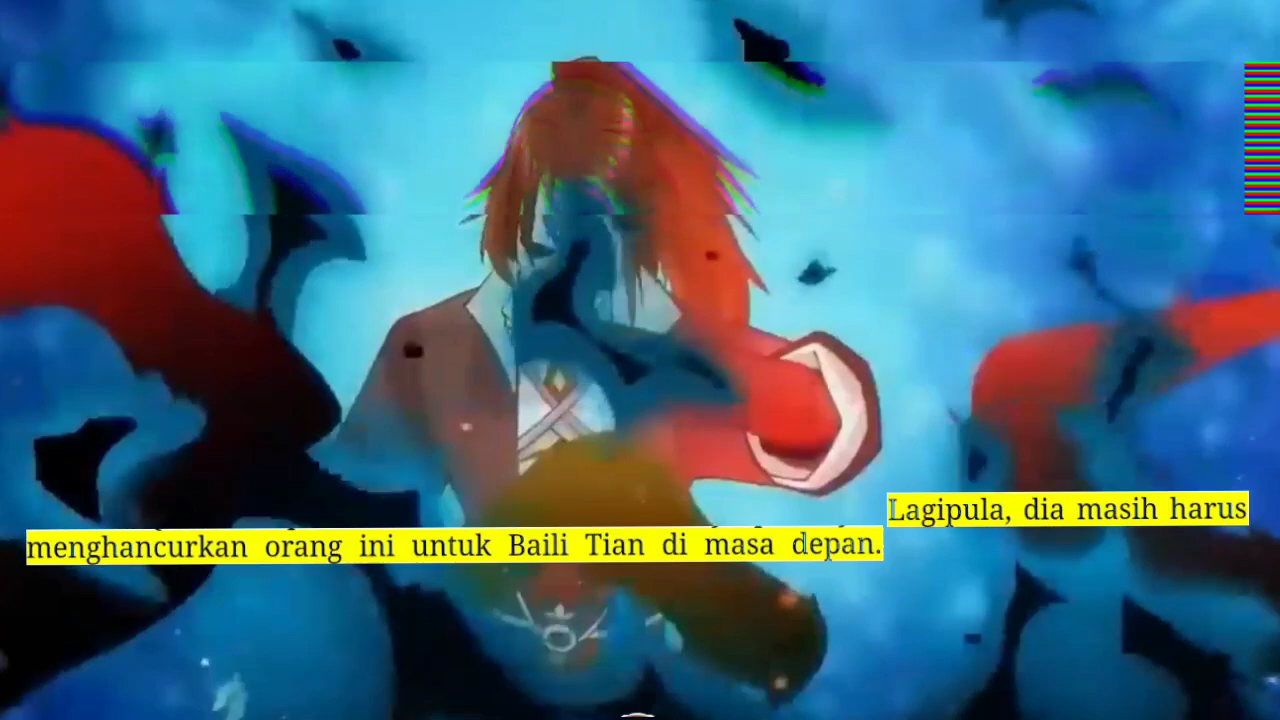 Lagipula, dia masih harus
menghancurkan orang ini untuk Baili Tian di masa depan.